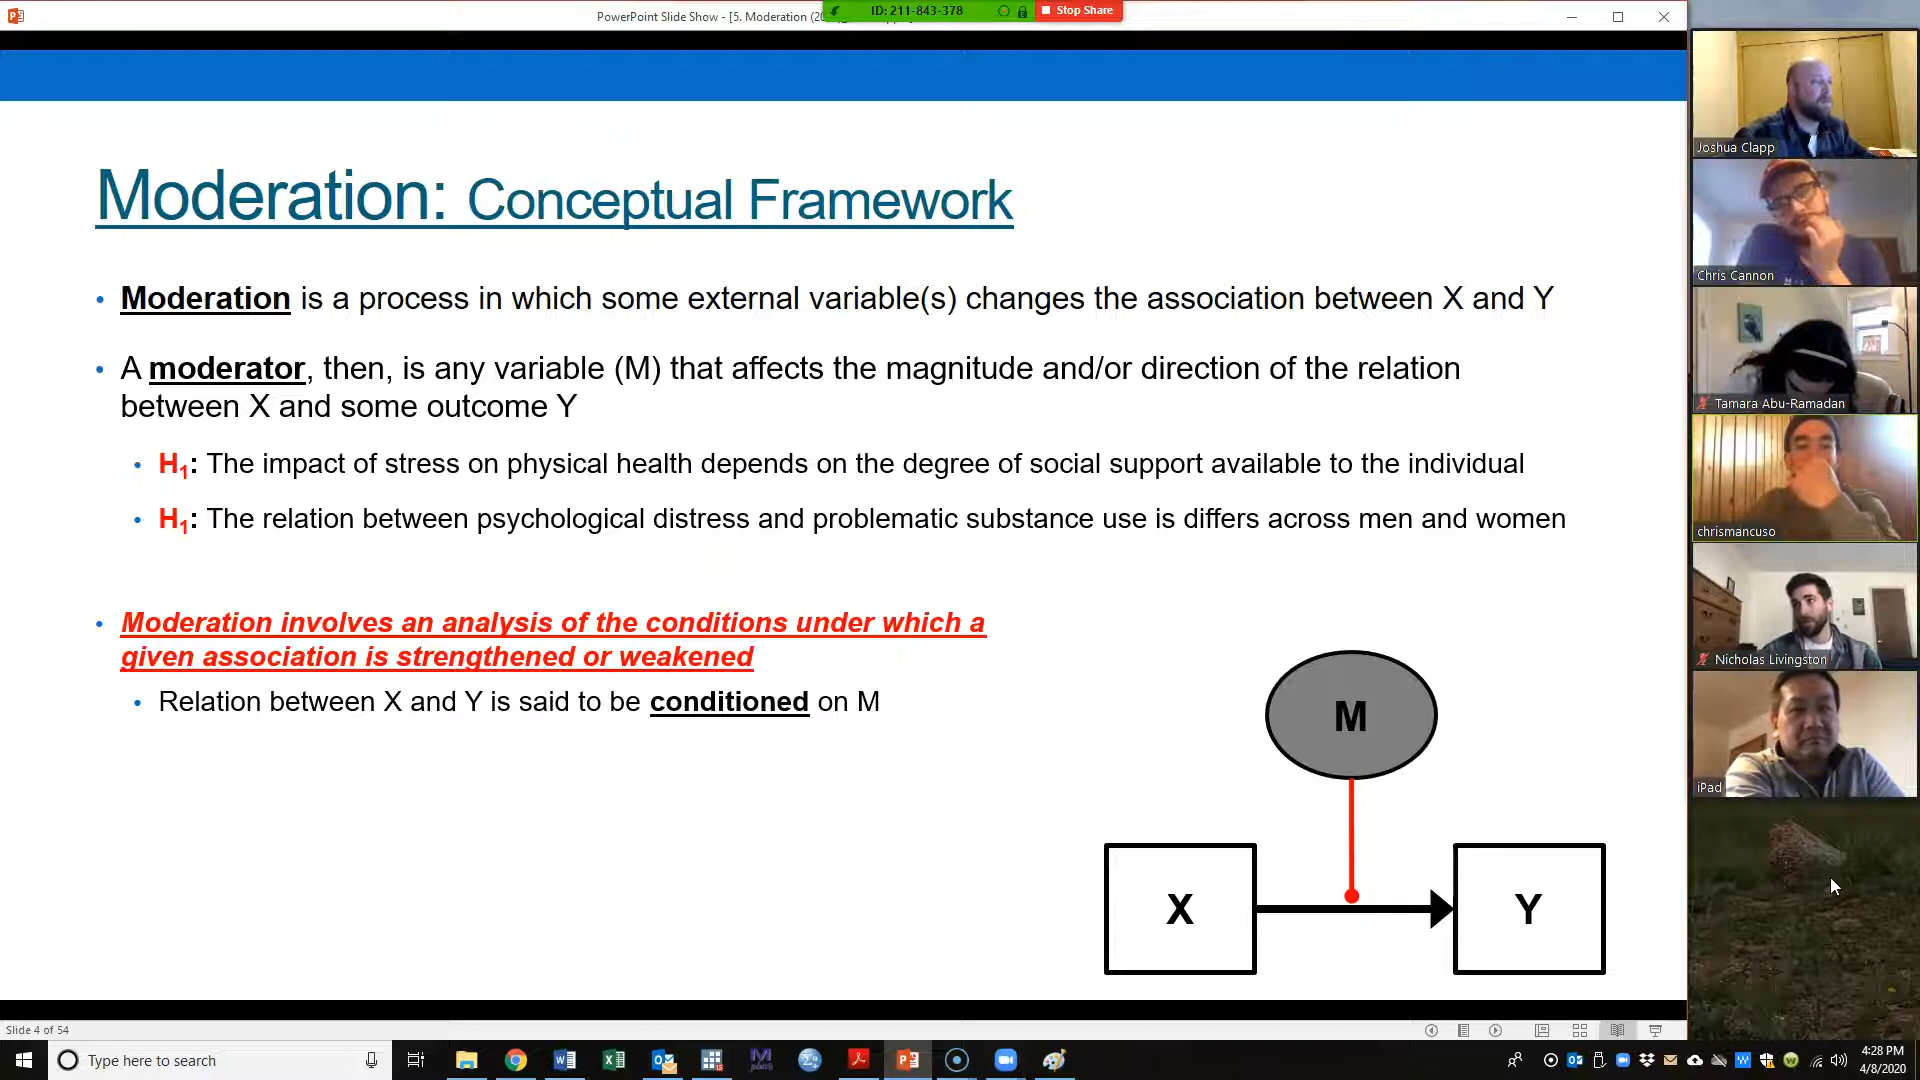 PowerPoint Slide Show - [5. Moderation (20
ID: 211-843-378
Stop Share
Moderation: Conceptual Framework
• Moderation is a process in which some external variable(s) changes the association between X and Y
• A moderator, then, is any variable (M) that affects the magnitude and/or direction of the relation
between X and some outcome Y
• H1: The impact of stress on physical health depends on the degree of social support available to the individual
• H1: The relation between psychological distress and problematic substance use is differs across men and women
• Moderation involves an analysis of the conditions under which a
given association is strengthened or weakened
• Relation between X and Y is said to be conditioned on M
M
X
Y
Joshua Clapp
Chris Cannon
Tamara Abu-Ramadan
chrismancuso
Nicholas Livingston
iPad
Slide 4 of 54
Type here to search
4:28 PM
4/8/2020